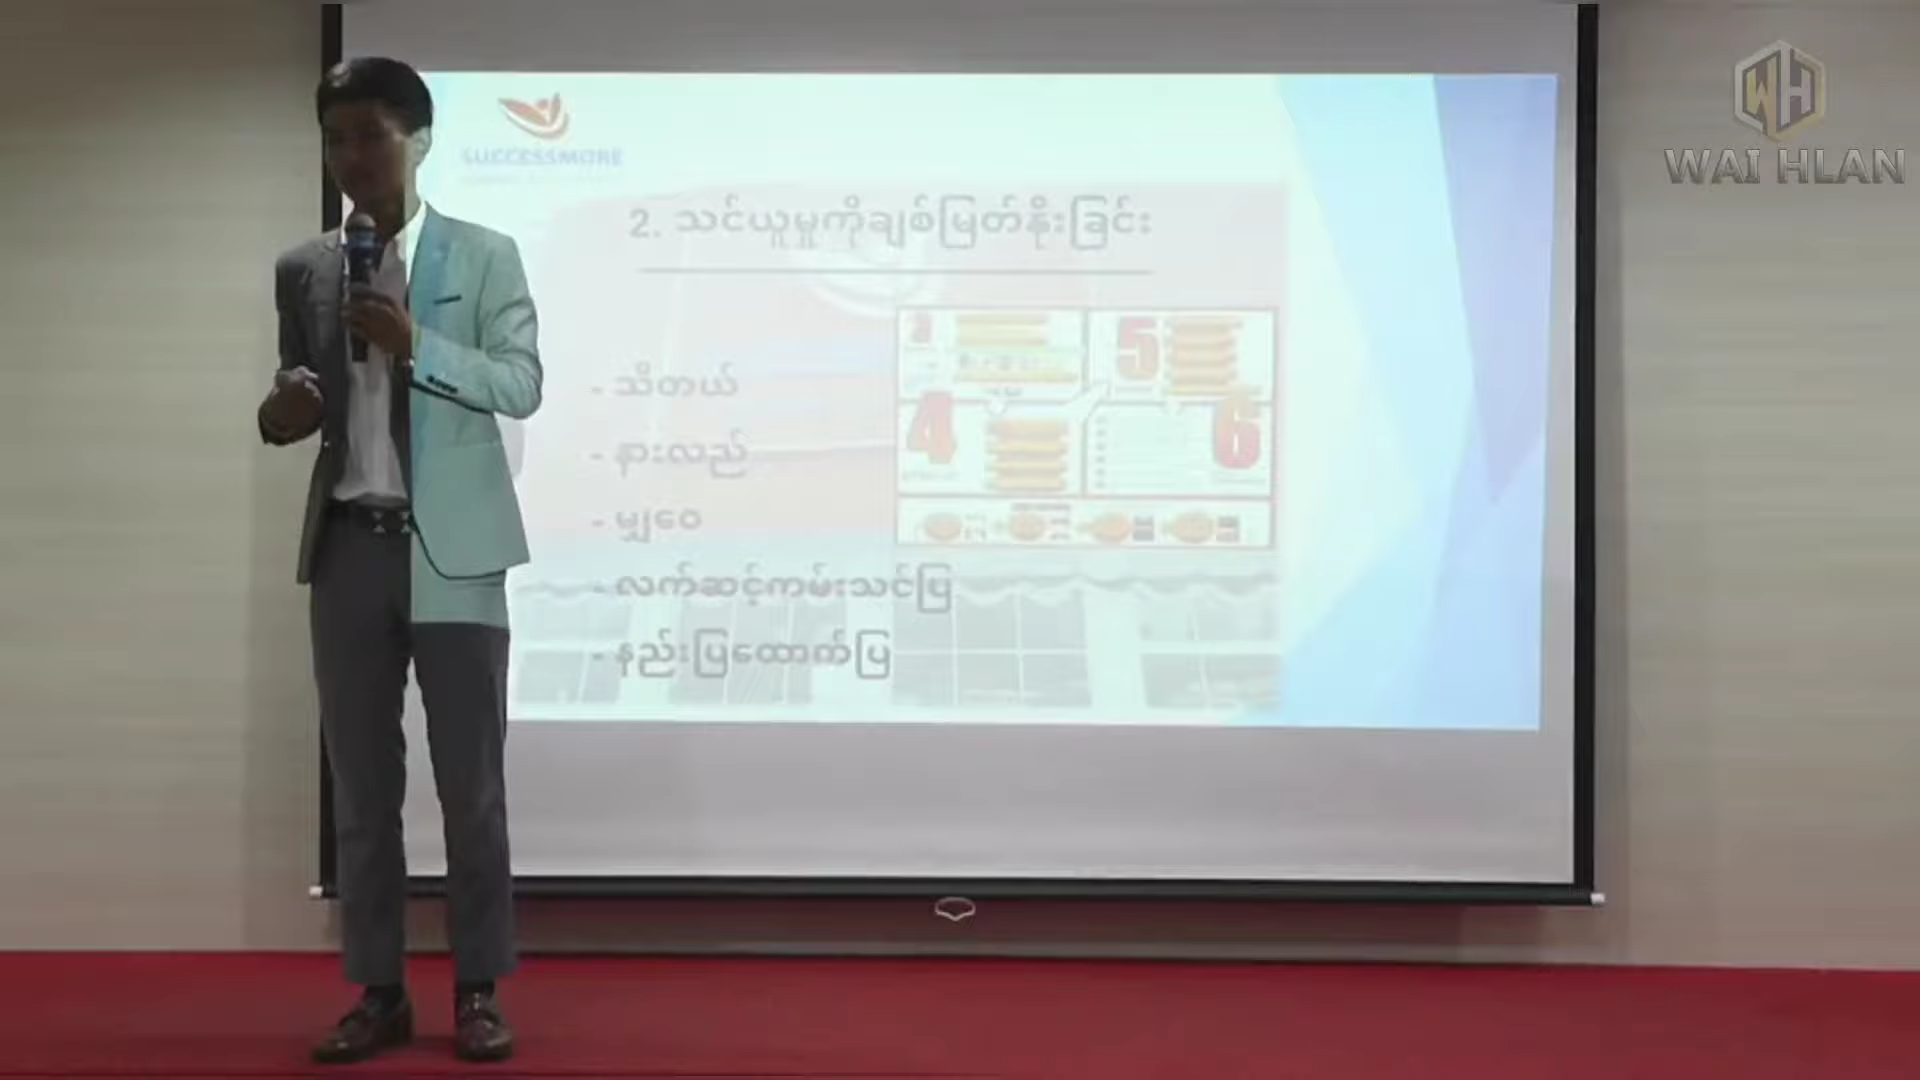 WH
WAI HLAN
SUCCESSMORE
2. သင်ယူမှုကိုချစ်မြတ်နိုးခြင်း
- သိတယ်
- နားလည်
- မျှဝေ
- လက်ဆင့်ကမ်းသင်ပြ
- နည်းပြထောက်ပြ
5
4
6